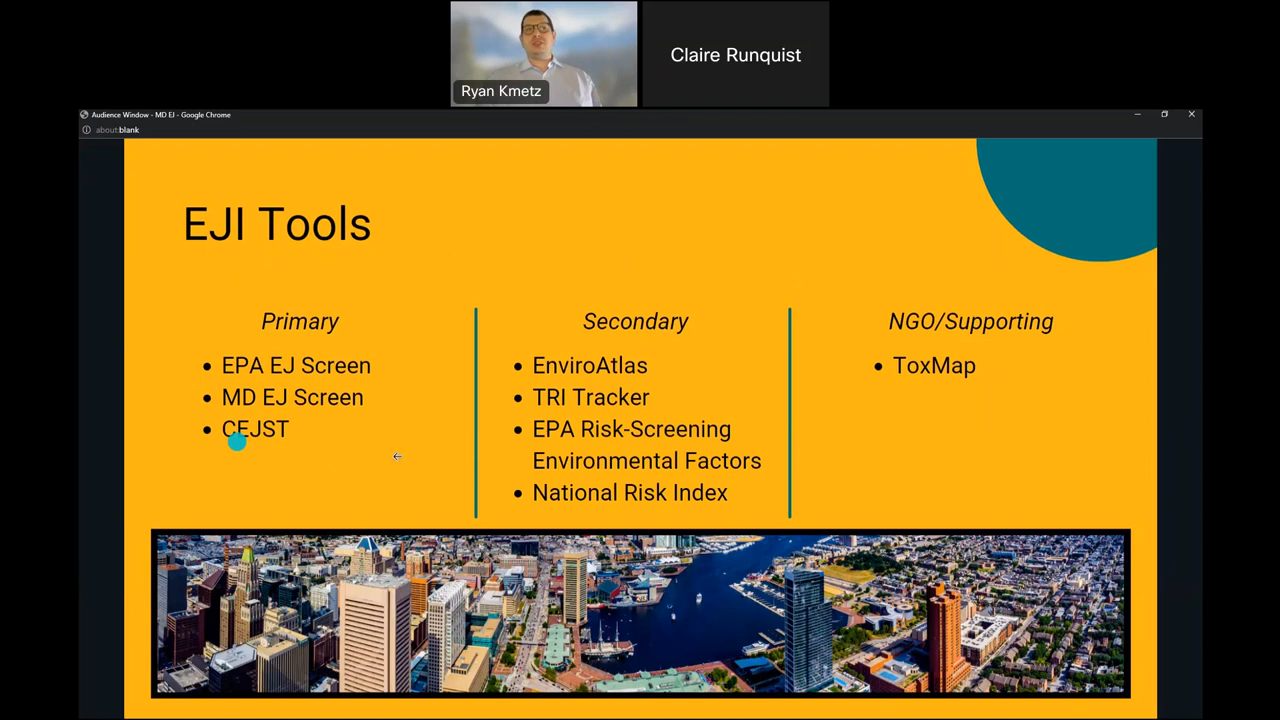 Ryan Kmetz
Claire Runquist
Audience Window - MD EJ - Google Chrome
about:blank
EJI Tools
Primary
EPA EJ Screen
MD EJ Screen
CEJST
Secondary
EnviroAtlas
TRI Tracker
EPA Risk-Screening
Environmental Factors
National Risk Index
NGO/Supporting
ToxMap